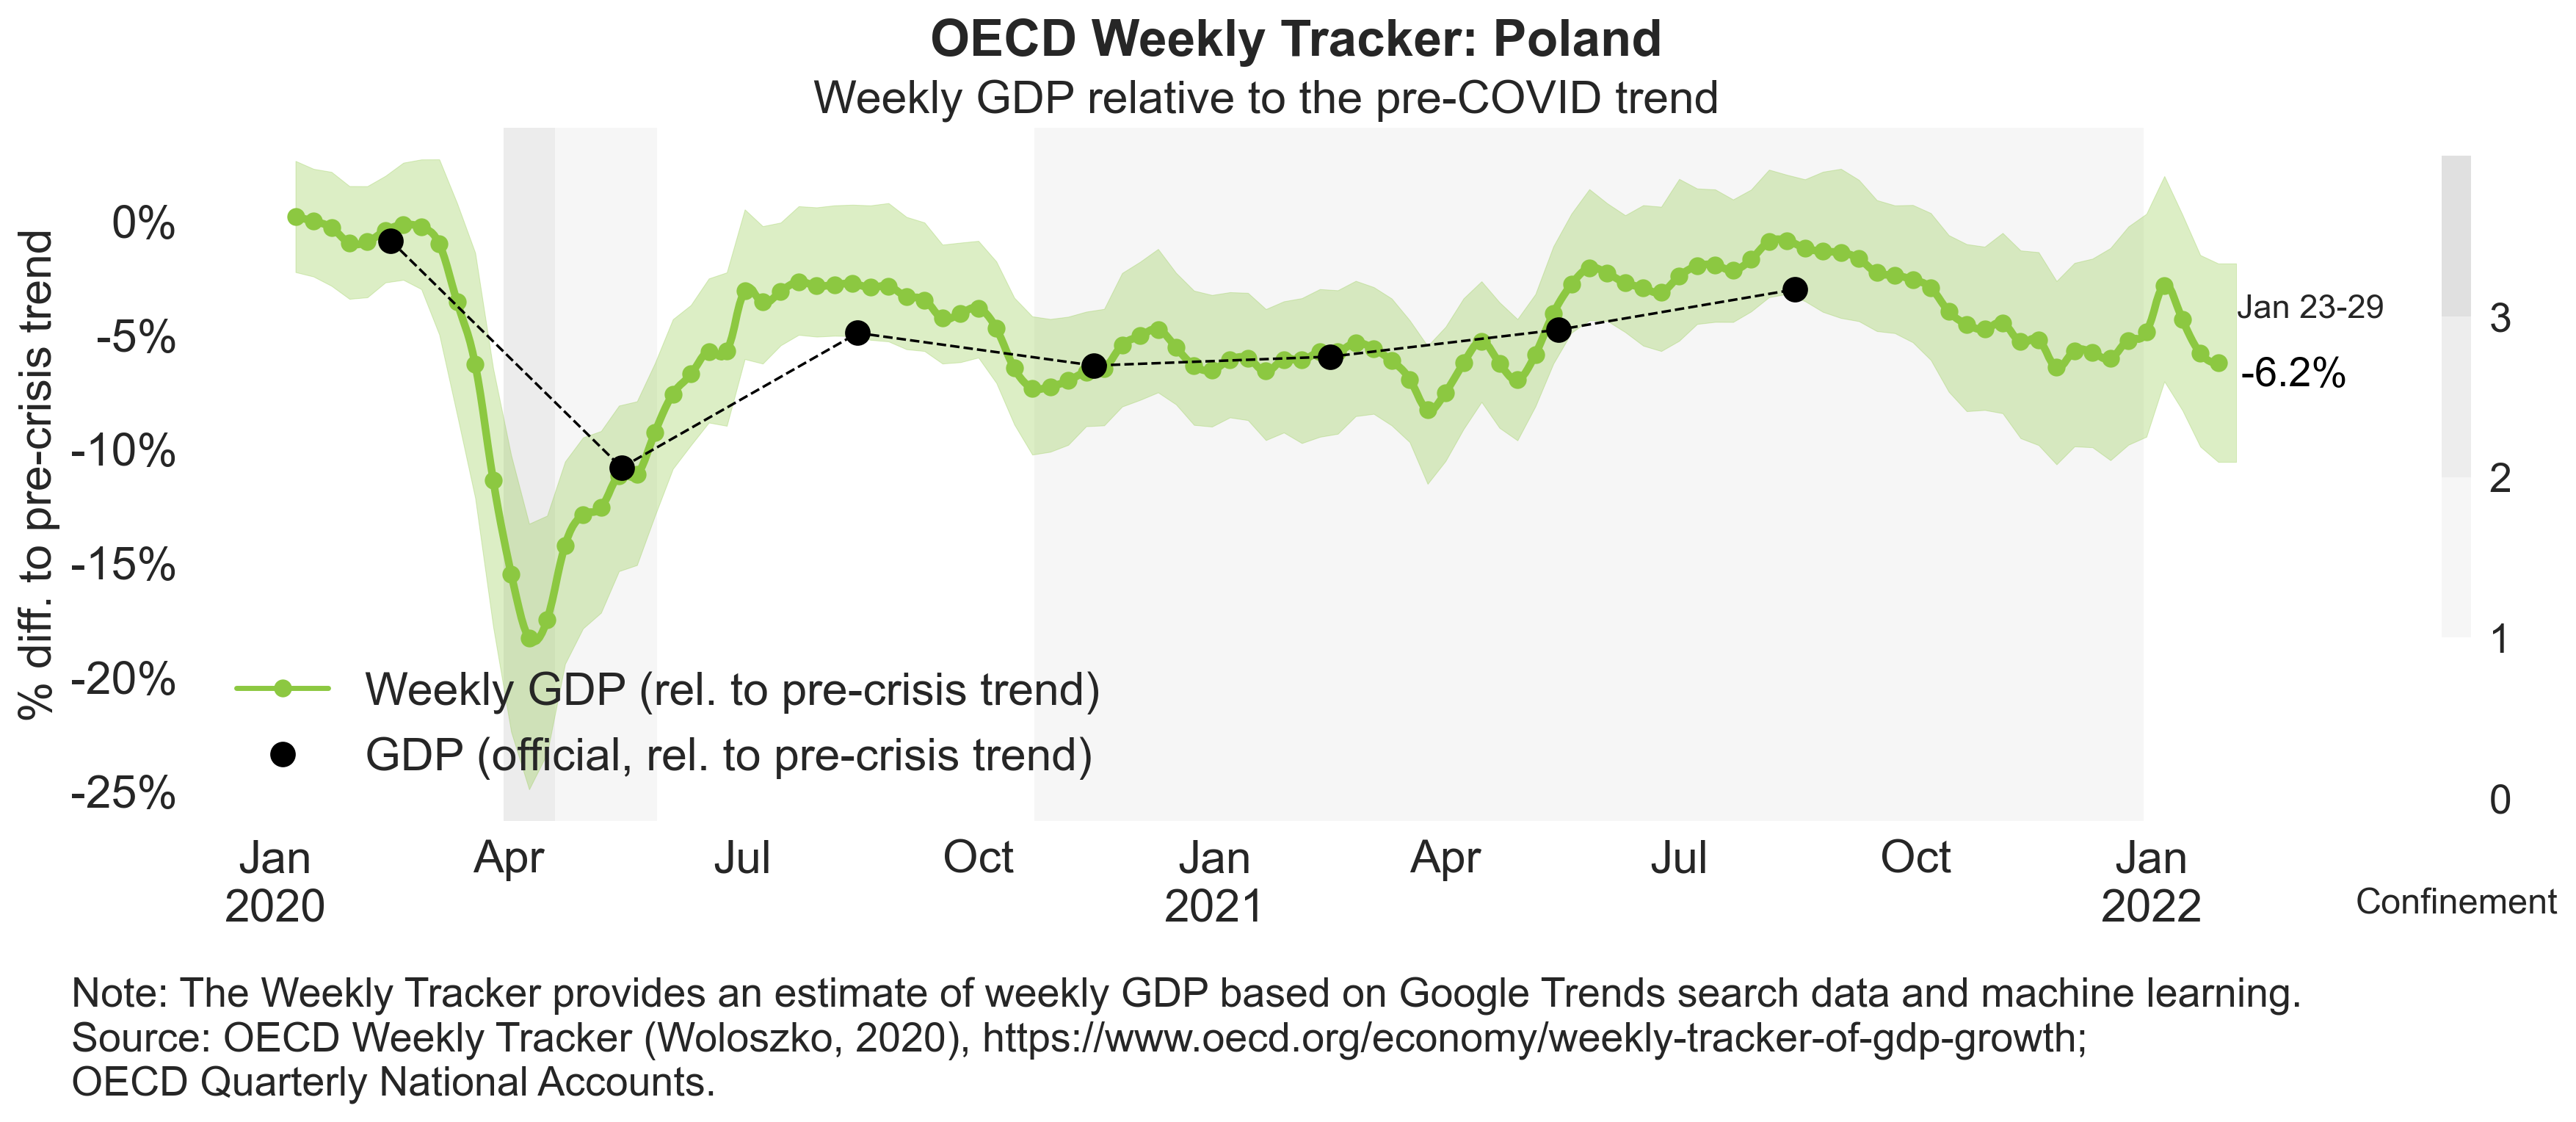 OECD Weekly Tracker: Poland
Weekly GDP relative to the pre-COVID trend
% diff. to pre-crisis trend
0%
-5%
-10%
-15%
-20%
-25%
Jan 23-29
-6.2%
3
2
1
0
Weekly GDP (rel. to pre-crisis trend)
GDP (official, rel. to pre-crisis trend)
Jan Apr Jul Oct Jan Apr Jul Oct Jan
2020 2021 2022
Confinement
Note: The Weekly Tracker provides an estimate of weekly GDP based on Google Trends search data and machine learning.
Source: OECD Weekly Tracker (Woloszko, 2020), https://www.oecd.org/economy/weekly-tracker-of-gdp-growth;
OECD Quarterly National Accounts.